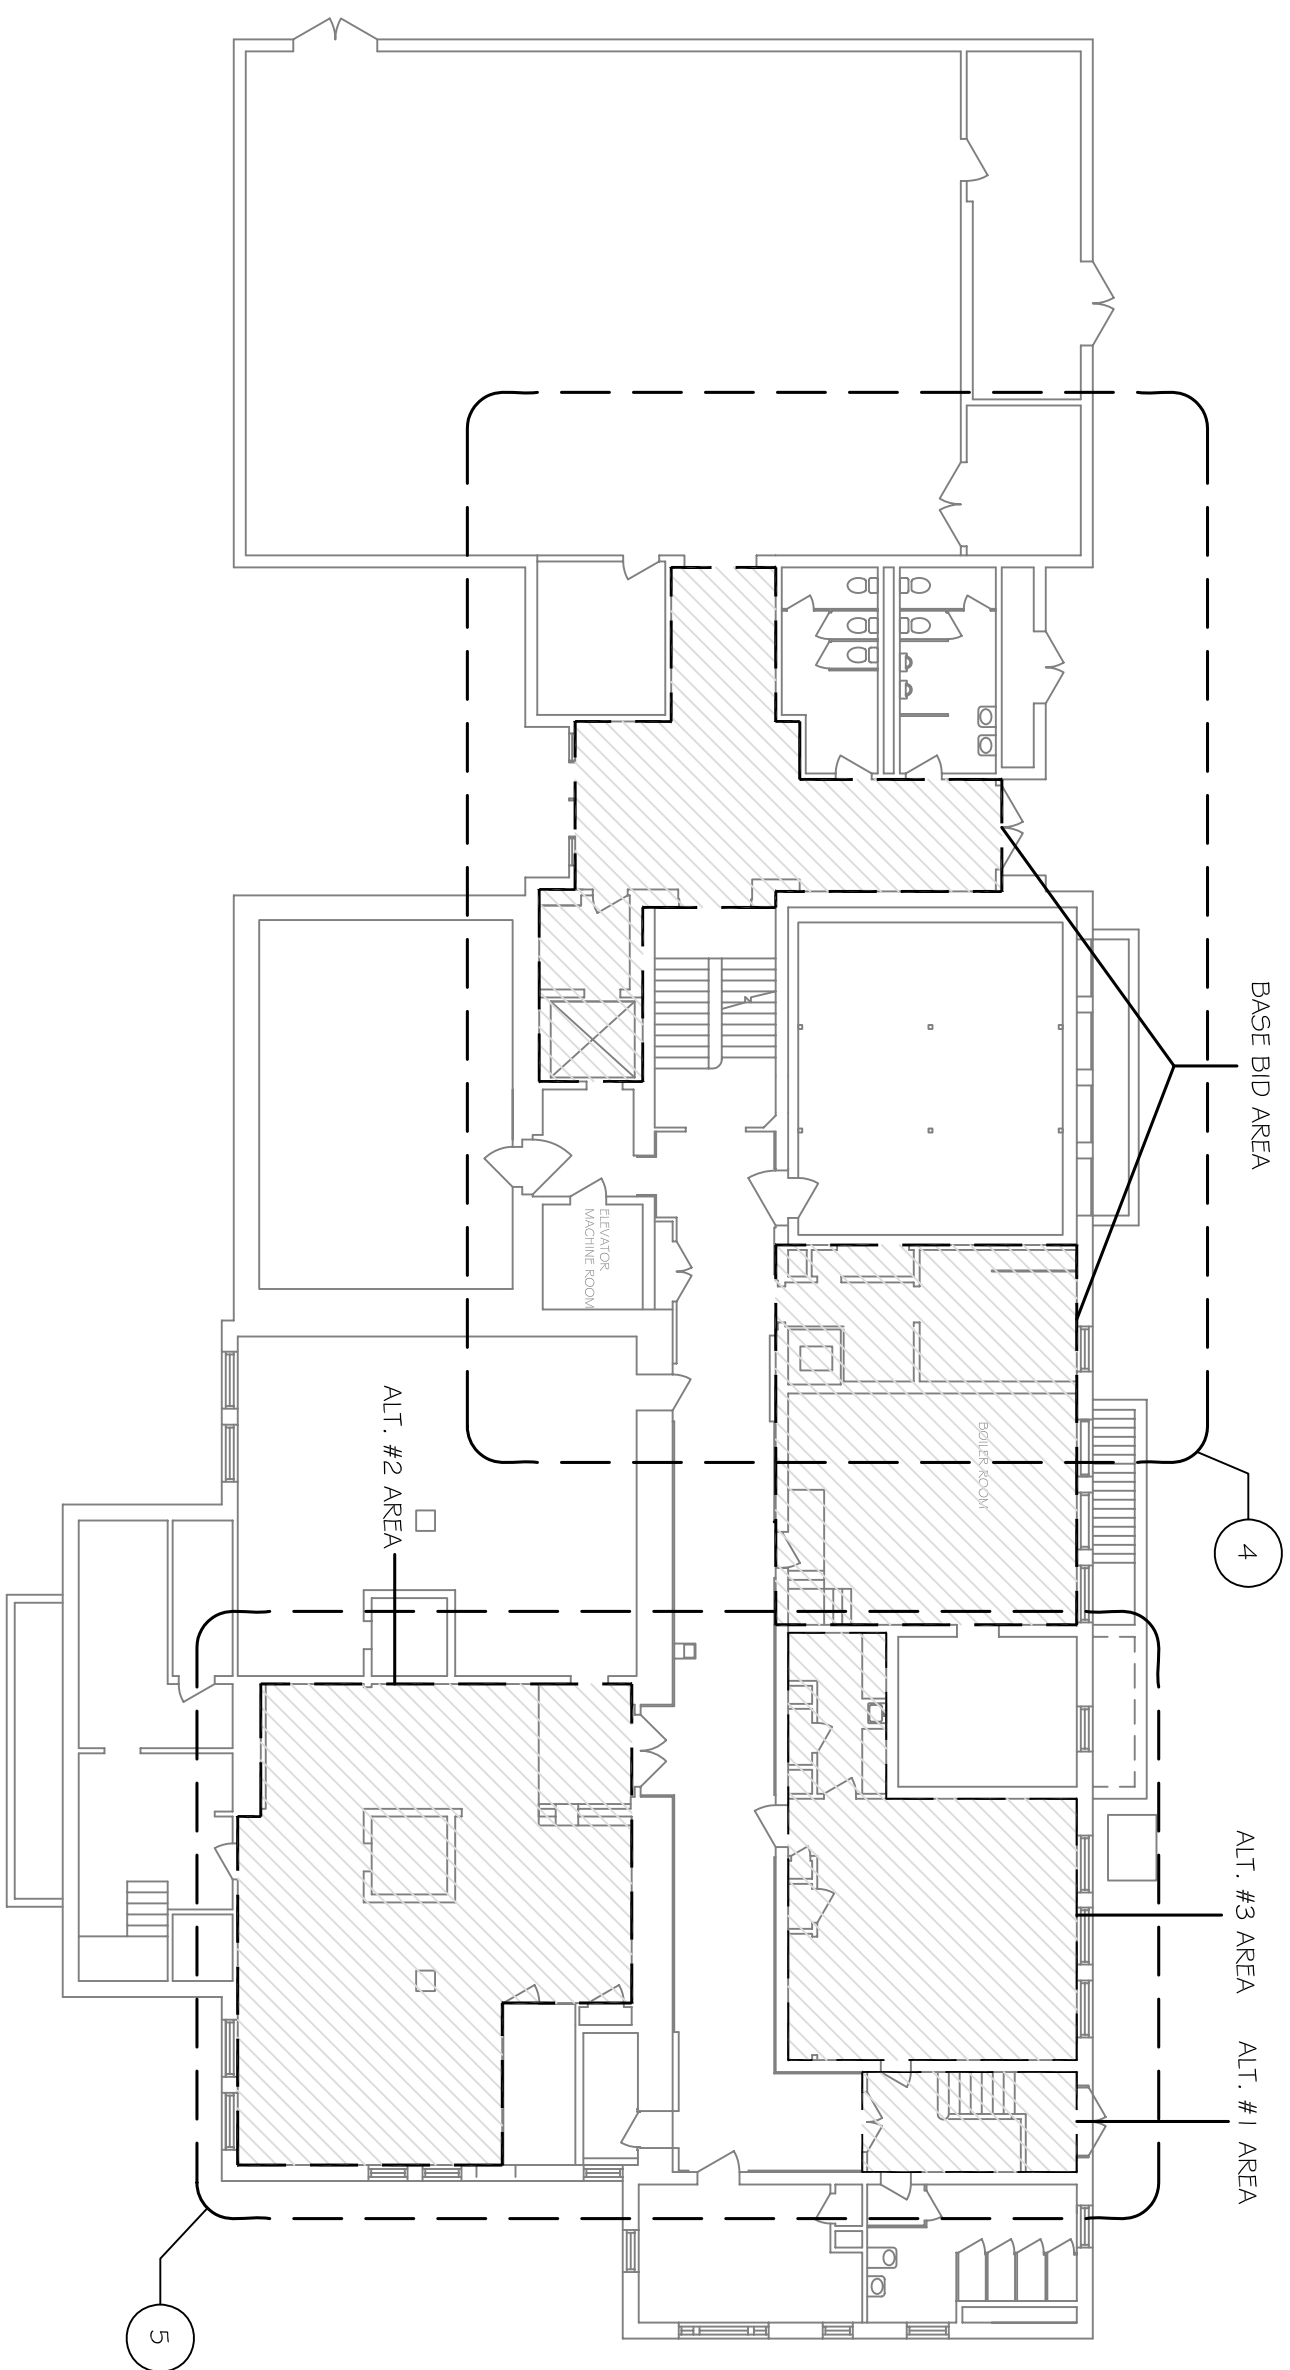 BASE BID AREA
ELEVATOR
MACHINE ROOM
BOILER ROOM
ALT. #2 AREA
4
ALT. #3 AREA
ALT. #1 AREA
5